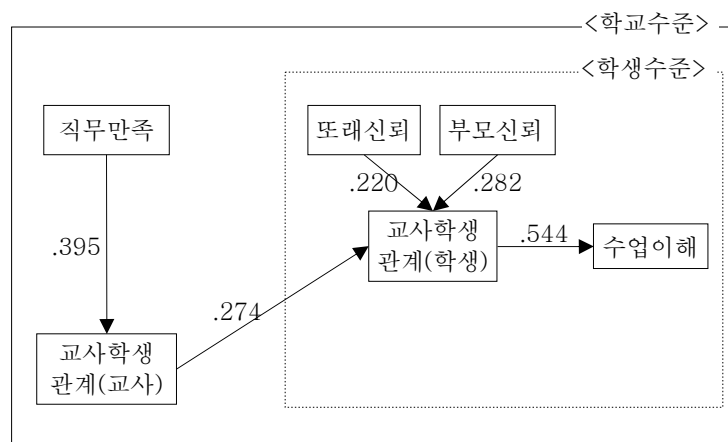 <학교수준>
<학생수준>
직무만족
또래신뢰
부모신뢰
.220
.282
교사학생
관계(학생)
.544
수업이해
.395
.274
교사학생
관계(교사)